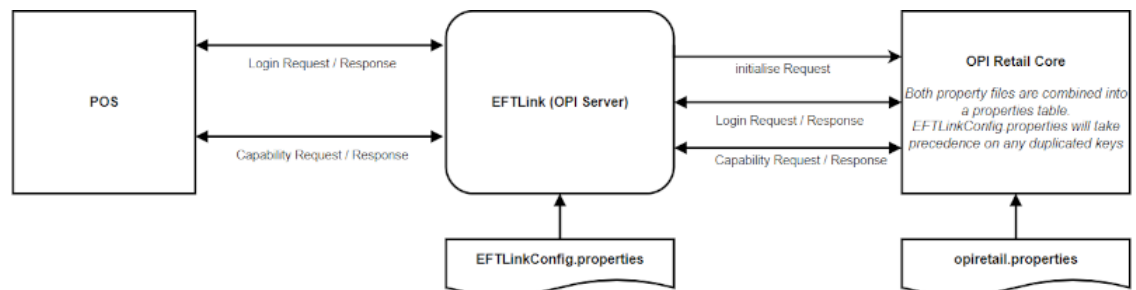 POS
Login Request / Response
Capability Request / Response
EFTLink (OPI Server)
initialise Request
Login Request / Response
Capability Request / Response
OPI Retail Core
Both property files are combined into
a properties table.
EFTLinkConfig.properties will take
precedence on any duplicated keys
EFTLinkConfig.properties
opiretail.properties